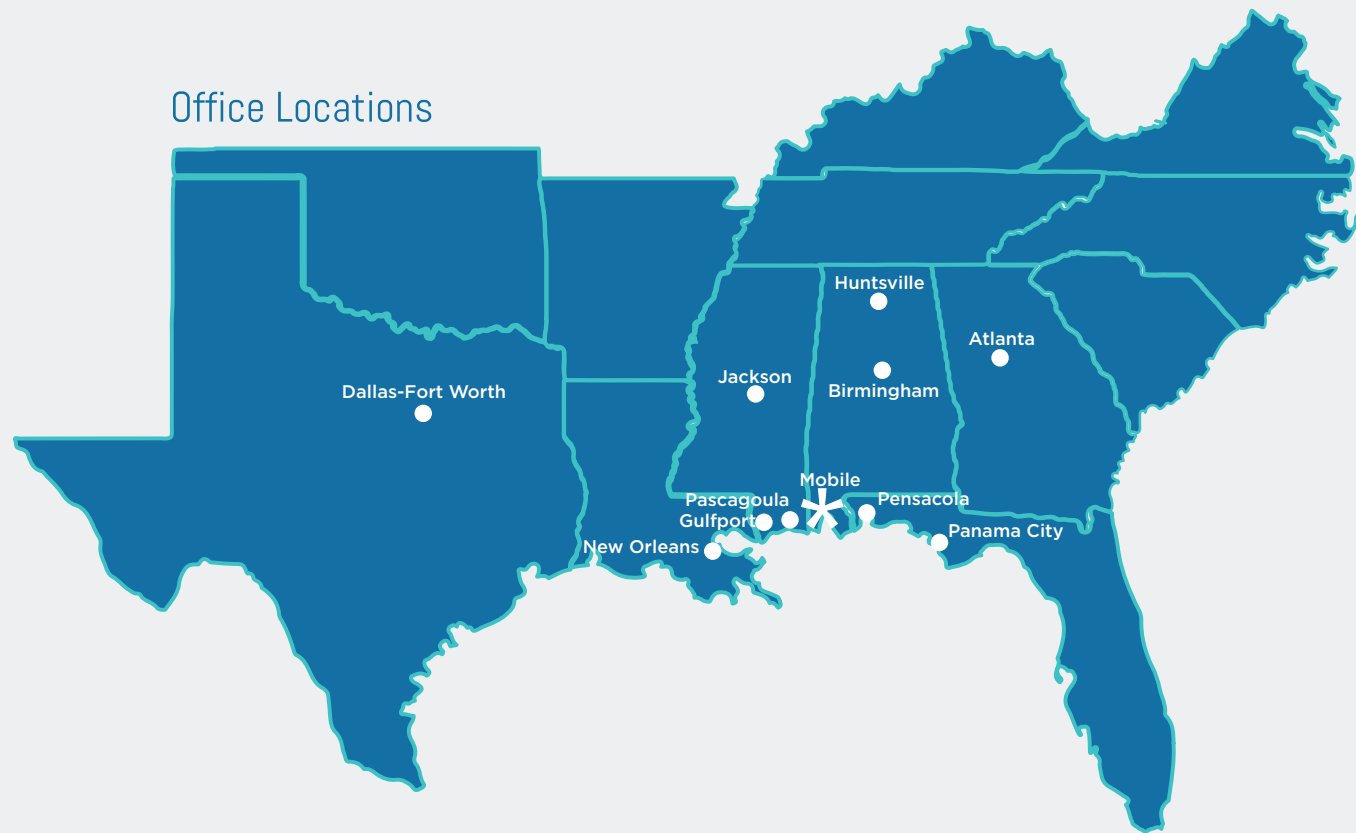 Office Locations
Huntsville
Atlanta
Jackson
Birmingham
Dallas-Fort Worth
Mobile
Pascagoula
Pensacola
Gulfport
Panama City
New Orleans